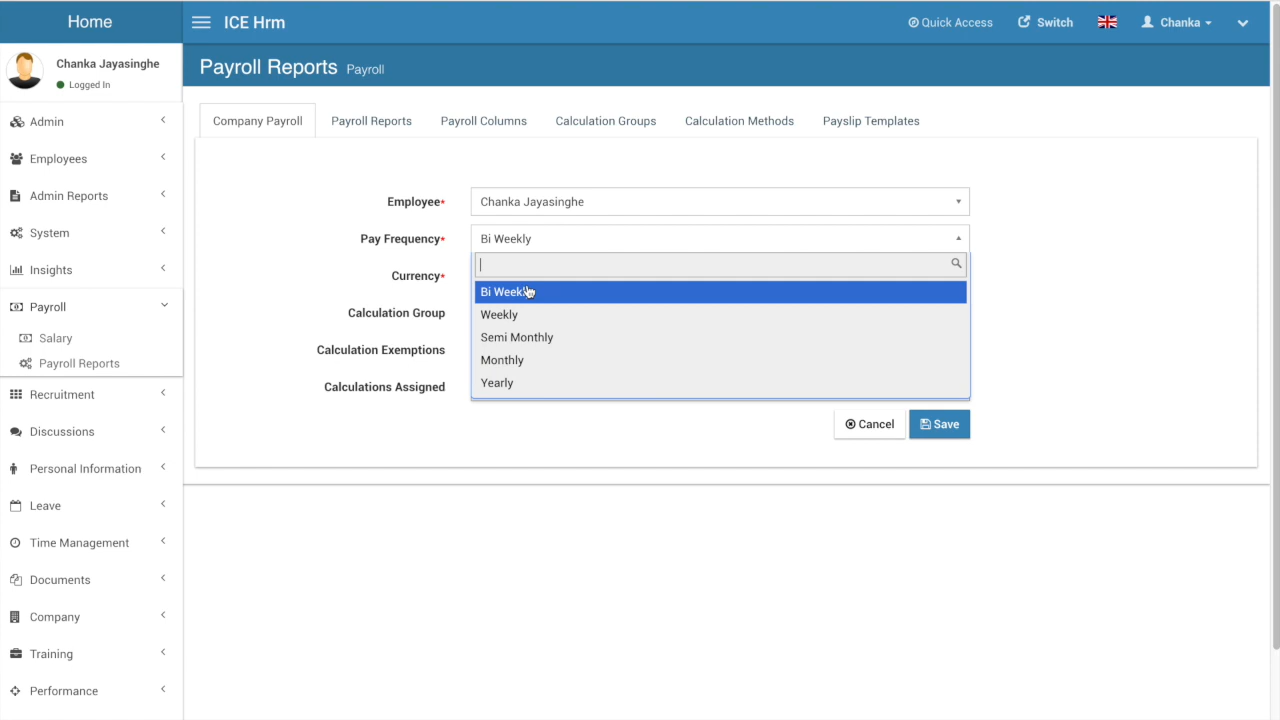 Home
ICE Hrm
Quick Access
Switch
Chanka
Chanka Jayasinghe
Logged In
Payroll Reports Payroll
Admin
Employees
Admin Reports
System
Insights
Payroll
Salary
Payroll Reports
Recruitment
Discussions
Personal Information
Leave
Time Management
Documents
Company
Training
Performance
Company Payroll
Payroll Reports
Payroll Columns
Calculation Groups
Calculation Methods
Payslip Templates
Employee*
Chanka Jayasinghe
Pay Frequency*
Bi Weekly
Currency*
Calculation Group
Calculation Exemptions
Calculations Assigned
Bi Weekly
Weekly
Semi Monthly
Monthly
Yearly
Cancel
Save